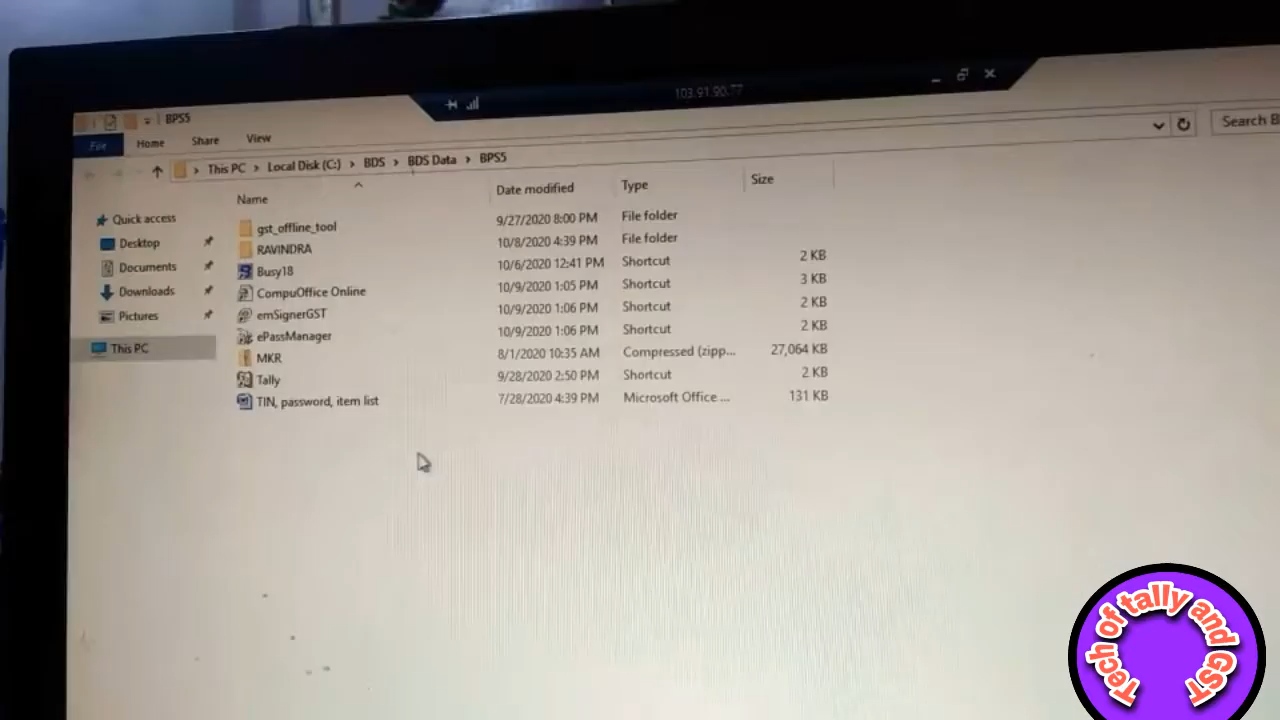 103.91.90.77
BPS5
File Home Share View
This PC > Local Disk (C:) > BDS > BDS Data > BPS5
Search B
Name Date modified Type Size
Quick access
Desktop
Documents
Downloads
Pictures
This PC
gst_offline_tool 9/27/2020 8:00 PM File folder
RAVINDRA 10/8/2020 4:39 PM File folder
Busy18 10/6/2020 12:41 PM Shortcut 2 KB
CompuOffice Online 10/9/2020 1:05 PM Shortcut 3 KB
emSignerGST 10/9/2020 1:06 PM Shortcut 2 KB
ePassManager 10/9/2020 1:06 PM Shortcut 2 KB
MKR 8/1/2020 10:35 AM Compressed (zipp... 27,064 KB
Tally 9/28/2020 2:50 PM Shortcut 2 KB
TIN, password, item list 7/28/2020 4:39 PM Microsoft Office ... 131 KB
Tech of tally and GST